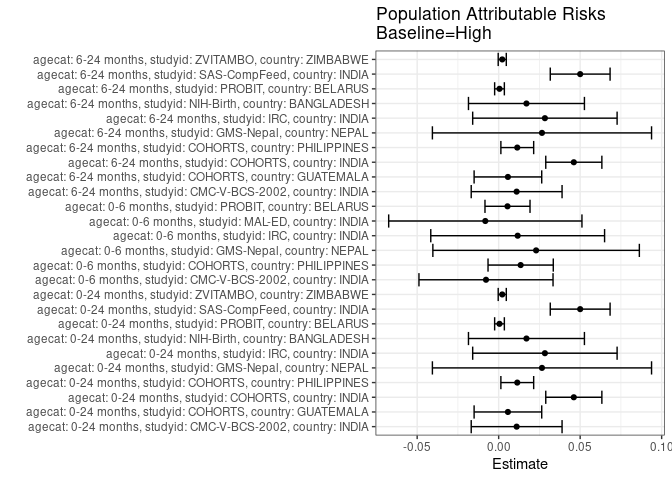 Population Attributable Risks
Baseline=High
agecat: 6-24 months, studyid: ZVITAMBO, country: ZIMBABWE
agecat: 6-24 months, studyid: SAS-CompFeed, country: INDIA
agecat: 6-24 months, studyid: PROBIT, country: BELARUS
agecat: 6-24 months, studyid: NIH-Birth, country: BANGLADESH
agecat: 6-24 months, studyid: IRC, country: INDIA
agecat: 6-24 months, studyid: GMS-Nepal, country: NEPAL
agecat: 6-24 months, studyid: COHORTS, country: PHILIPPINES
agecat: 6-24 months, studyid: COHORTS, country: INDIA
agecat: 6-24 months, studyid: COHORTS, country: GUATEMALA
agecat: 6-24 months, studyid: CMC-V-BCS-2002, country: INDIA
agecat: 0-6 months, studyid: PROBIT, country: BELARUS
agecat: 0-6 months, studyid: MAL-ED, country: INDIA
agecat: 0-6 months, studyid: IRC, country: INDIA
agecat: 0-6 months, studyid: GMS-Nepal, country: NEPAL
agecat: 0-6 months, studyid: COHORTS, country: PHILIPPINES
agecat: 0-6 months, studyid: CMC-V-BCS-2002, country: INDIA
agecat: 0-24 months, studyid: ZVITAMBO, country: ZIMBABWE
agecat: 0-24 months, studyid: SAS-CompFeed, country: INDIA
agecat: 0-24 months, studyid: PROBIT, country: BELARUS
agecat: 0-24 months, studyid: NIH-Birth, country: BANGLADESH
agecat: 0-24 months, studyid: IRC, country: INDIA
agecat: 0-24 months, studyid: GMS-Nepal, country: NEPAL
agecat: 0-24 months, studyid: COHORTS, country: PHILIPPINES
agecat: 0-24 months, studyid: COHORTS, country: INDIA
agecat: 0-24 months, studyid: COHORTS, country: GUATEMALA
agecat: 0-24 months, studyid: CMC-V-BCS-2002, country: INDIA
-0.05 0.00 0.05 0.10
Estimate